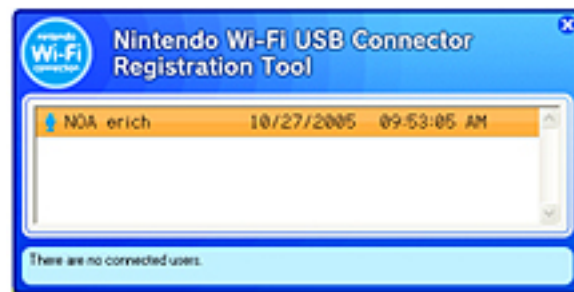 Nintendo
Wi-Fi
connection
Nintendo Wi-Fi USB Connector
Registration Tool
NOA erich 10/27/2005 09:53:05 AM
There are no connected users.